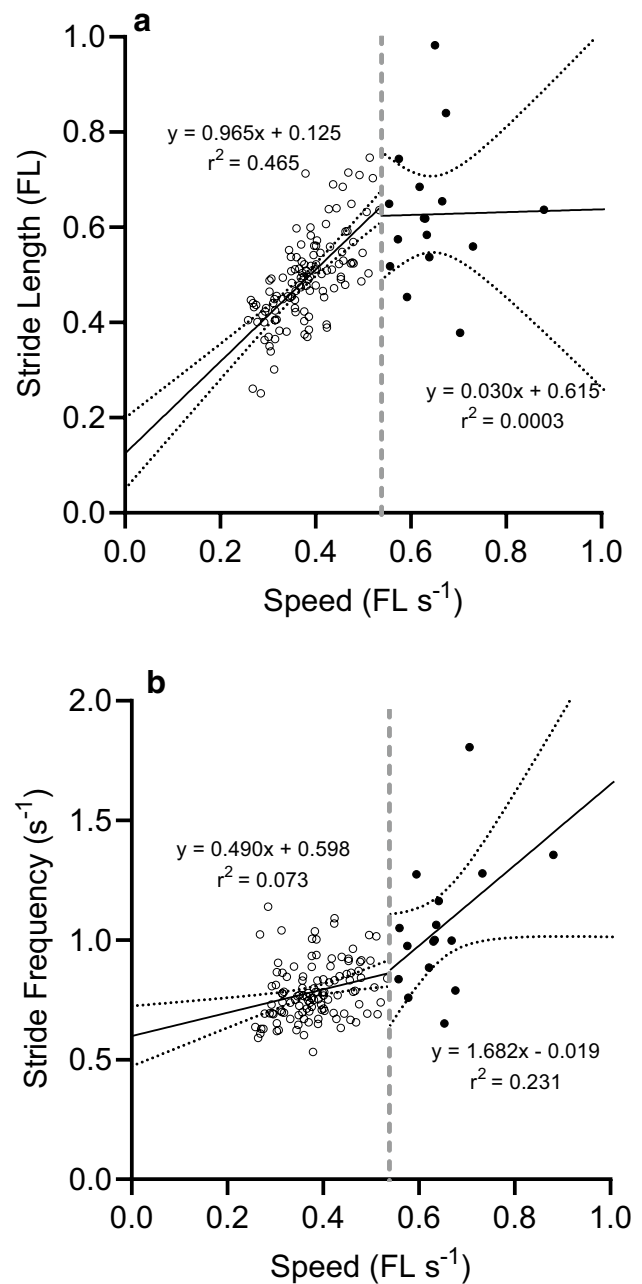 a
1.0
0.8
0.6
0.4
0.2
0.0
Stride Length (FL)
y = 0.965x + 0.125
r² = 0.465
y = 0.030x + 0.615
r² = 0.0003
0.0 0.2 0.4 0.6 0.8 1.0
Speed (FL s⁻¹)
b
2.0
1.5
1.0
0.5
0.0
Stride Frequency (s⁻¹)
y = 0.490x + 0.598
r² = 0.073
y = 1.682x - 0.019
r² = 0.231
0.0 0.2 0.4 0.6 0.8 1.0
Speed (FL s⁻¹)